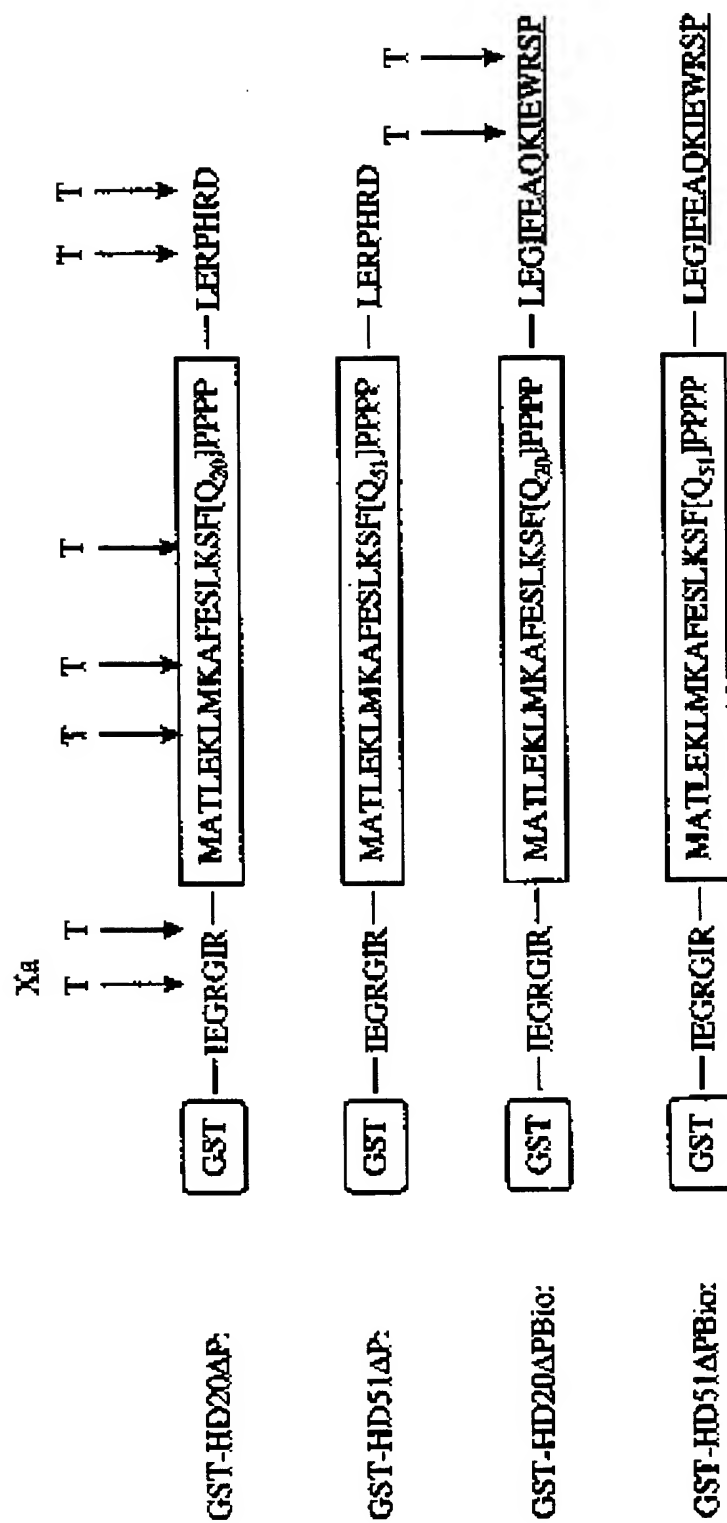 Xa
T T T T T T T
GST-HD20ΔP: GST — IEGRGIR — MATLEKLMKAFESLKSF[Q20]PPPP — LERPHRD
GST-HD51ΔP: GST — IEGRGIR — MATLEKLMKAFESLKSF[Q51]PPPP — LERPHRD
T T
GST-HD20ΔPBio: GST — IEGRGIR — MATLEKLMKAFESLKSF[Q20]PPPP — LEGIFEAQKIEWRSP
GST-HD51ΔPBio: GST — IEGRGIR — MATLEKLMKAFESLKSF[Q51]PPPP — LEGIFEAQKIEWRSP